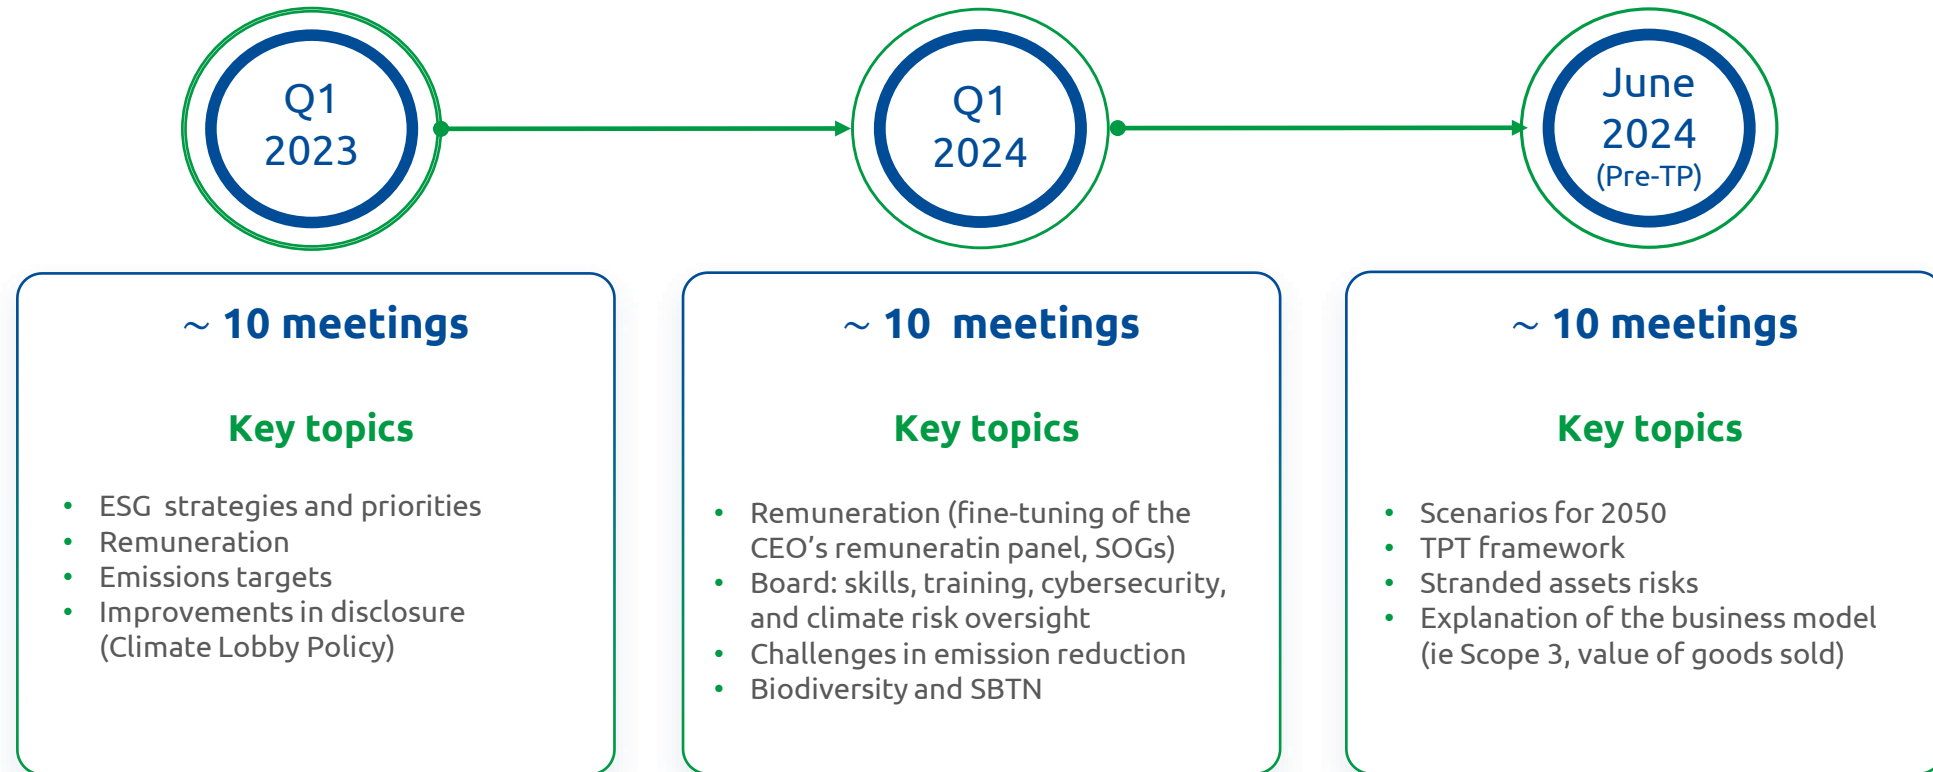 Q1
2023
Q1
2024
June
2024
(Pre-TP)
~ 10 meetings
Key topics
• ESG strategies and priorities
• Remuneration
• Emissions targets
• Improvements in disclosure
(Climate Lobby Policy)
~ 10 meetings
Key topics
• Remuneration (fine-tuning of the
CEO’s remuneratin panel, SOGs)
• Board: skills, training, cybersecurity,
and climate risk oversight
• Challenges in emission reduction
• Biodiversity and SBTN
~ 10 meetings
Key topics
• Scenarios for 2050
• TPT framework
• Stranded assets risks
• Explanation of the business model
(ie Scope 3, value of goods sold)